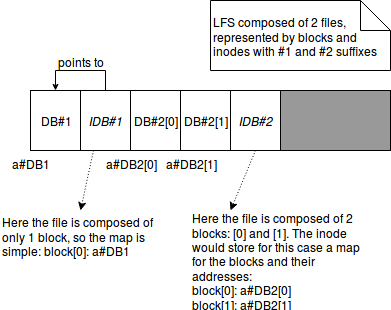 LFS composed of 2 files,
represented by blocks and
inodes with #1 and #2 suffixes
points to
DB#1
IDB#1
DB#2[0]
DB#2[1]
IDB#2
a#DB1
a#DB2[0]
a#DB2[1]
Here the file is composed of
only 1 block, so the map is
simple: block[0]: a#DB1
Here the file is composed of 2
blocks: [0] and [1]. The inode
would store for this case a map
for the blocks and their
addresses:
block[0]: a#DB2[0]
block[1]: a#DB2[1]